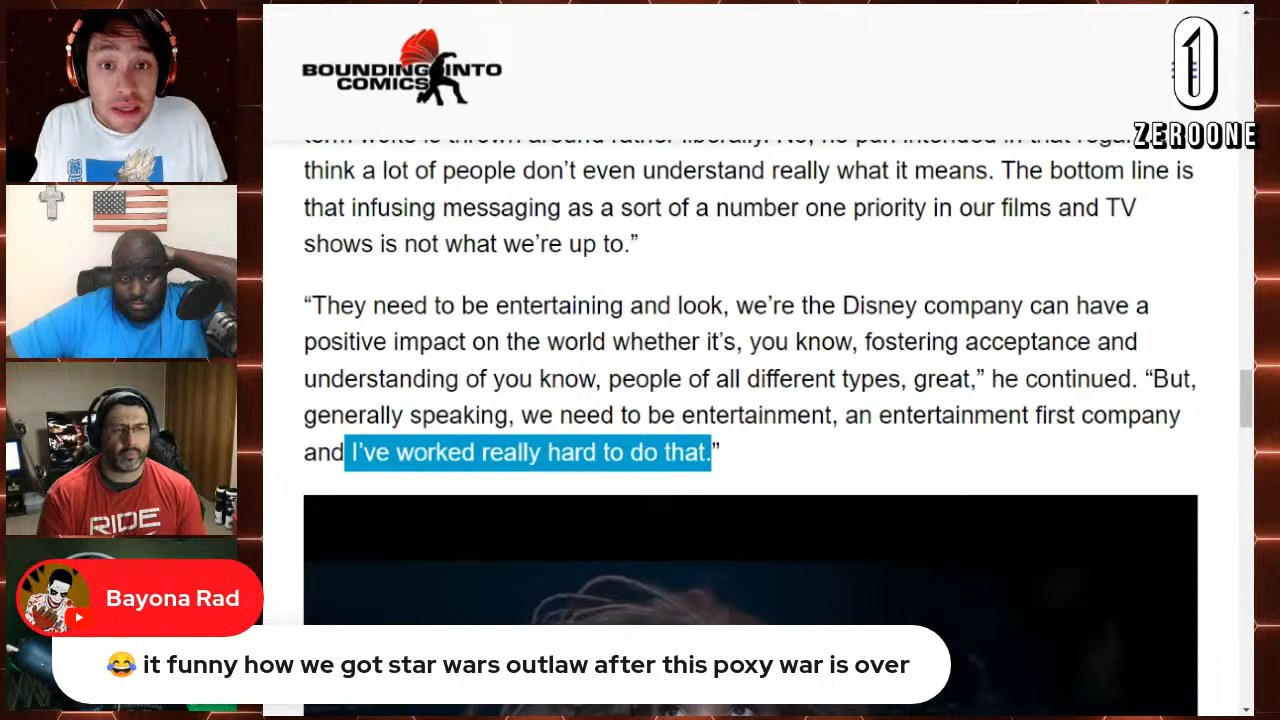 BOUNDING INTO
COMICS
ZEROONE
think a lot of people don’t even understand really what it means. The bottom line is
that infusing messaging as a sort of a number one priority in our films and TV
shows is not what we’re up to.”
“They need to be entertaining and look, we’re the Disney company can have a
positive impact on the world whether it’s, you know, fostering acceptance and
understanding of you know, people of all different types, great,” he continued. “But,
generally speaking, we need to be entertainment, an entertainment first company
and I’ve worked really hard to do that.”
RIDE
Bayona Rad
😂 it funny how we got star wars outlaw after this poxy war is over